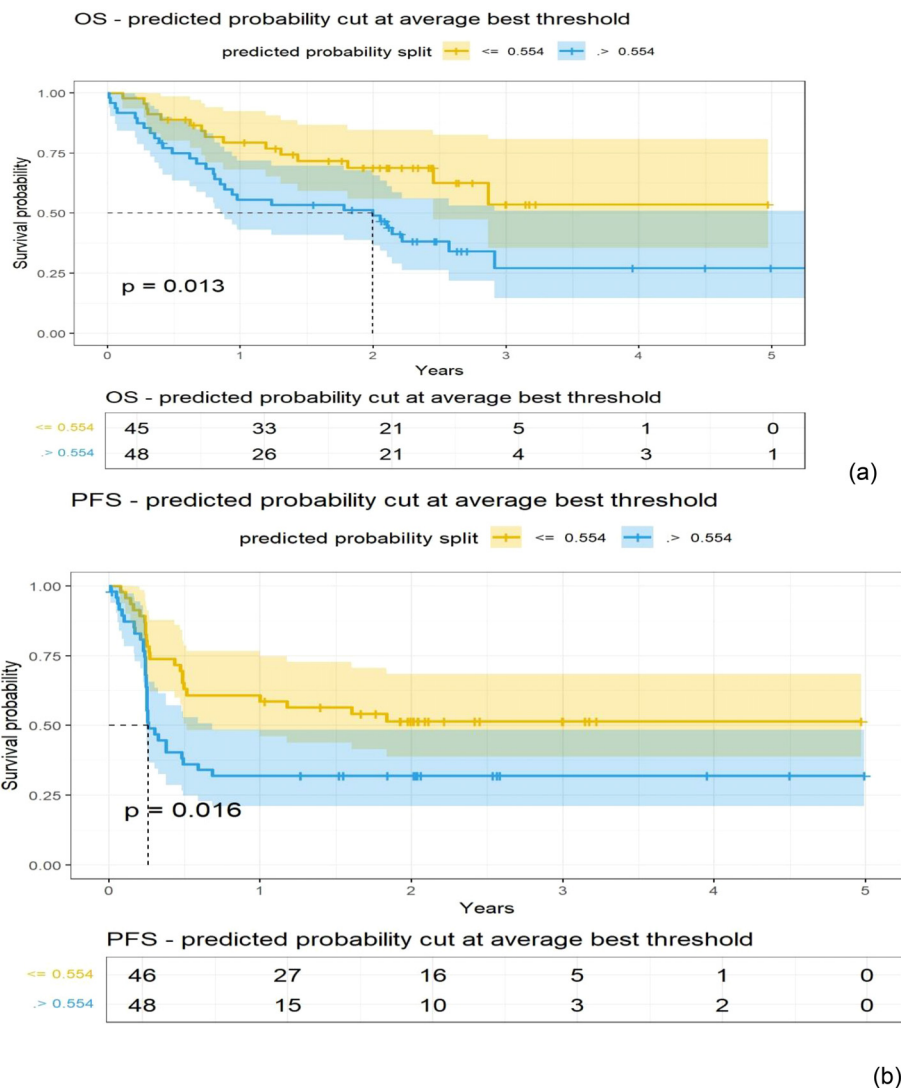 OS - predicted probability cut at average best threshold
predicted probability split <= 0.554 .> 0.554
1.00
0.75
0.50
0.25
0.00
Survival probability
p = 0.013
0 1 2 3 4 5
Years
OS - predicted probability cut at average best threshold
<= 0.554 45 33 21 5 1 0
.> 0.554 48 26 21 4 3 1
(a)
PFS - predicted probability cut at average best threshold
predicted probability split <= 0.554 .> 0.554
1.00
0.75
0.50
0.25
0.00
Survival probability
p = 0.016
0 1 2 3 4 5
Years
PFS - predicted probability cut at average best threshold
<= 0.554 46 27 16 5 1 0
.> 0.554 48 15 10 3 2 0
(b)